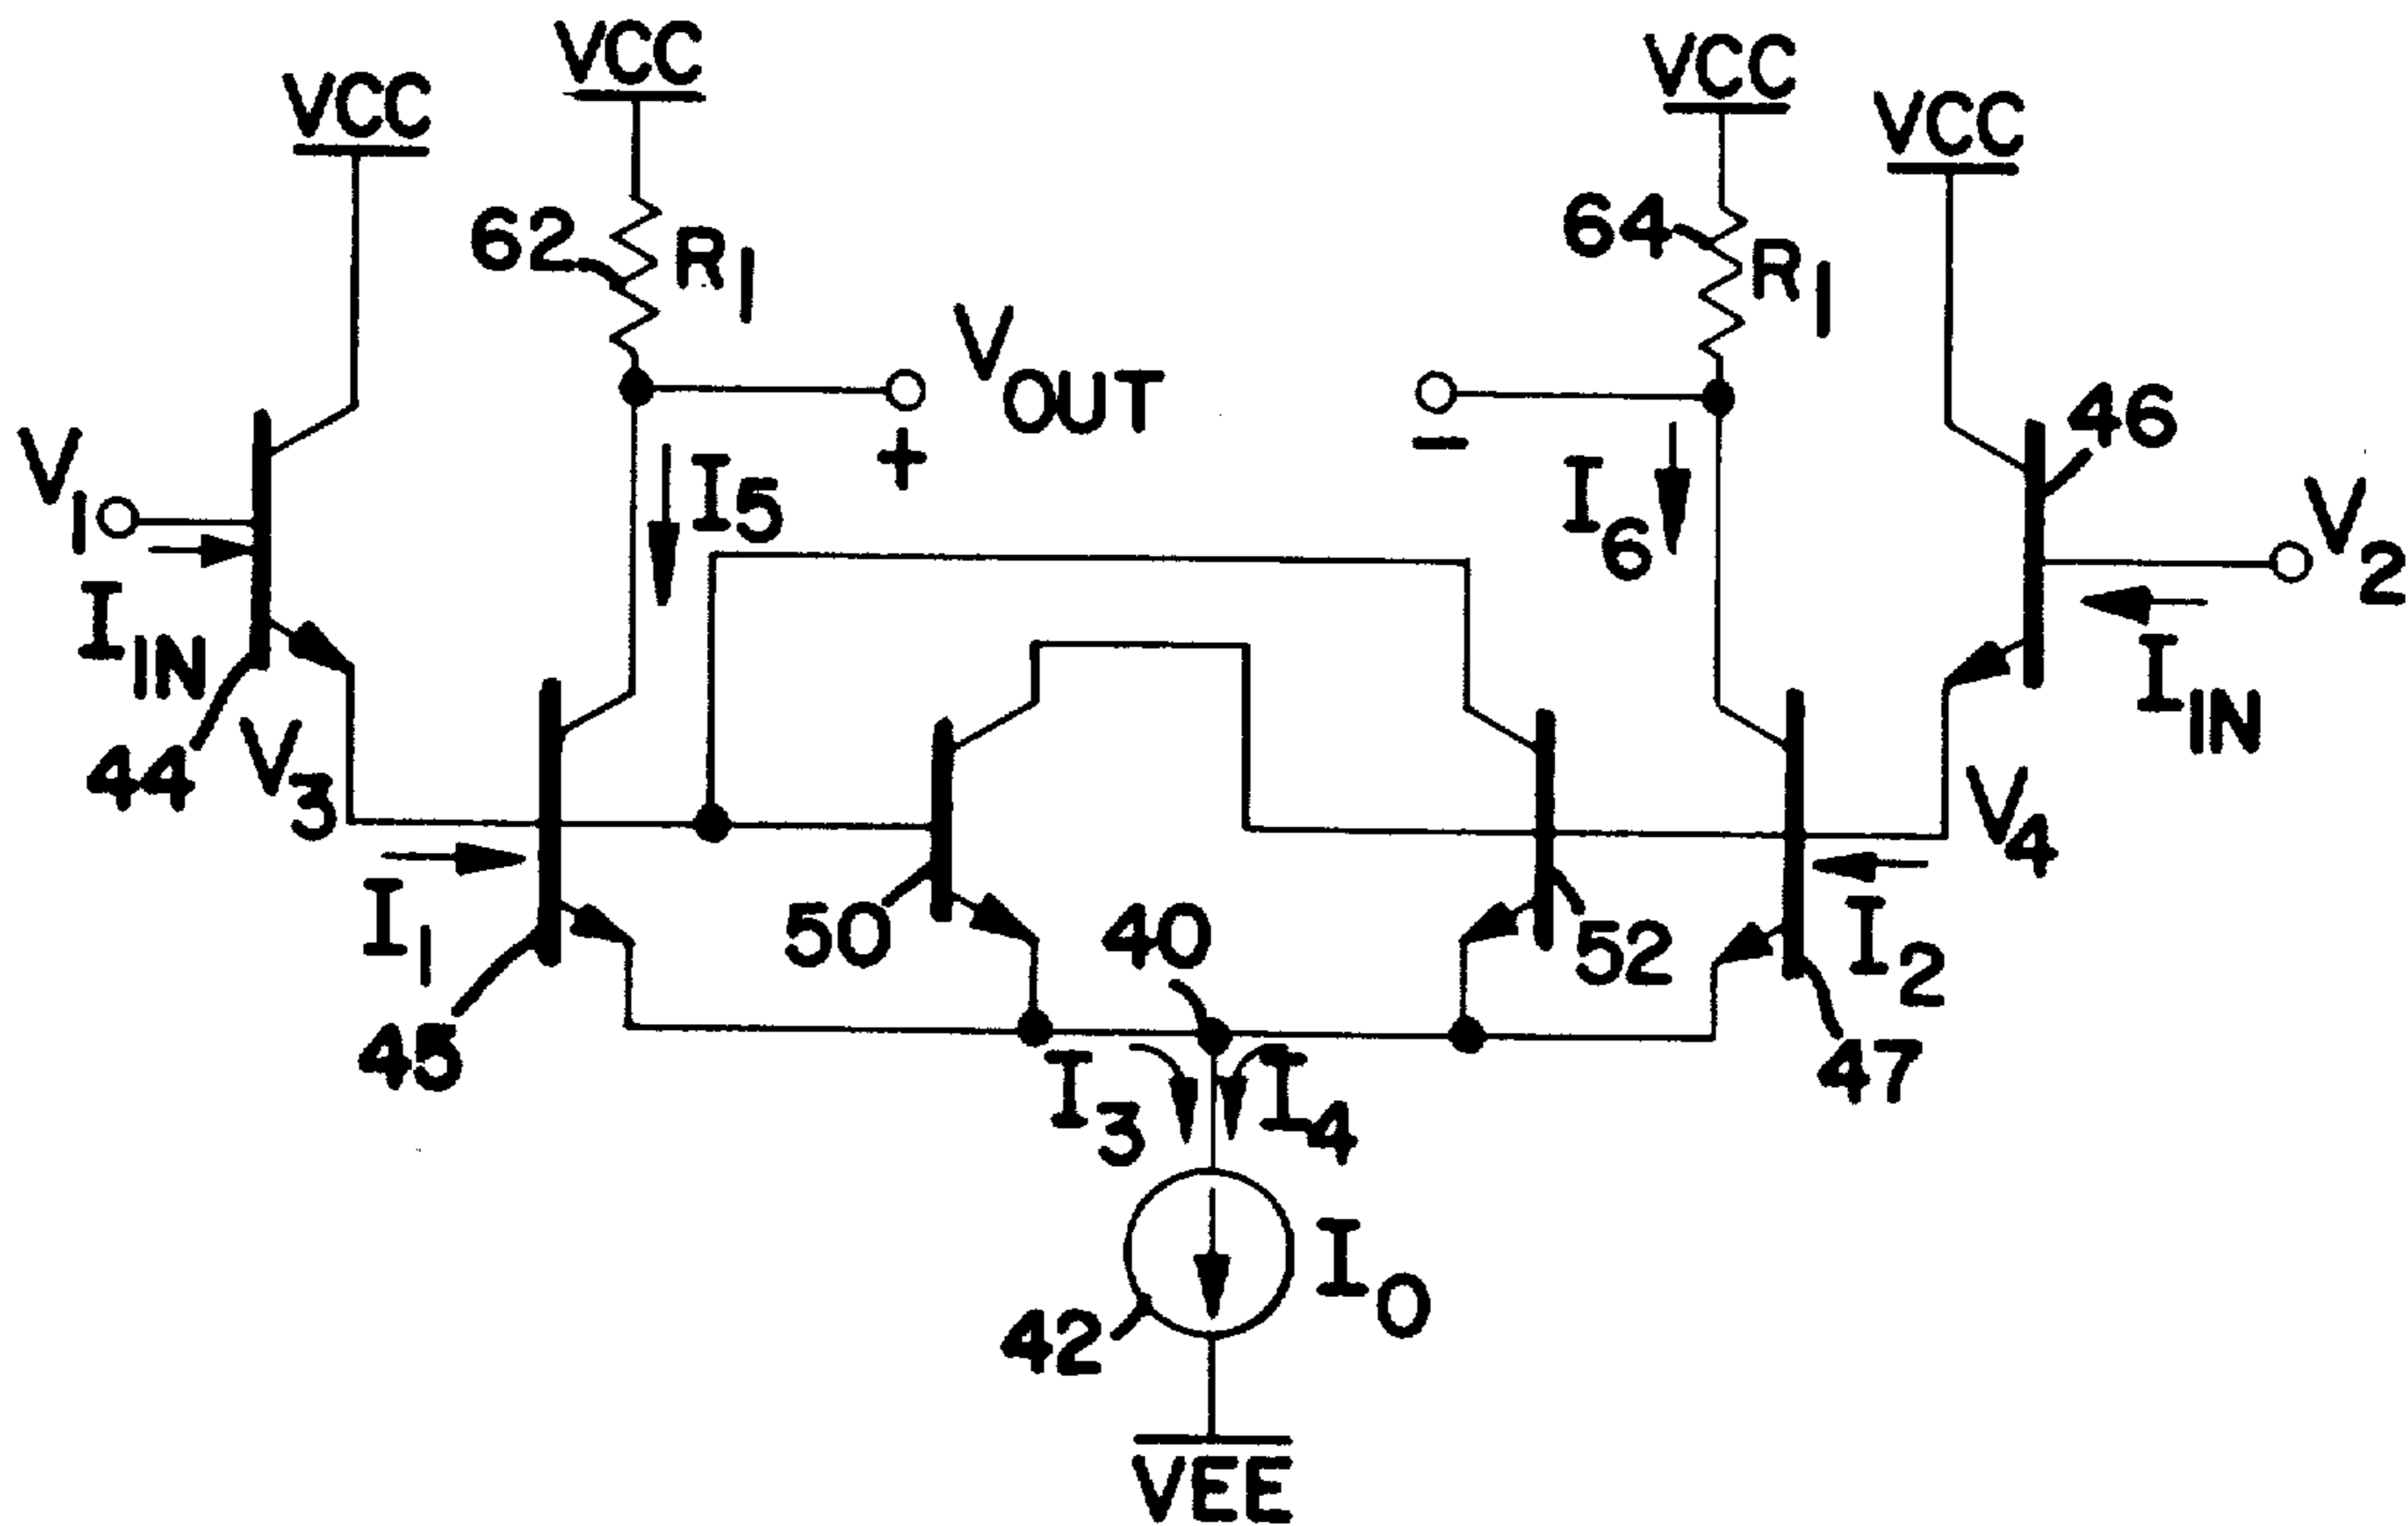 VCC
VCC
VCC
VCC
62
R1
64
R1
VOUT
+
−
46
V1
I5
I6
V2
IIN
IIN
44
V3
V4
I1
50
40
52
I2
45
47
I3
I4
IO
42
VEE